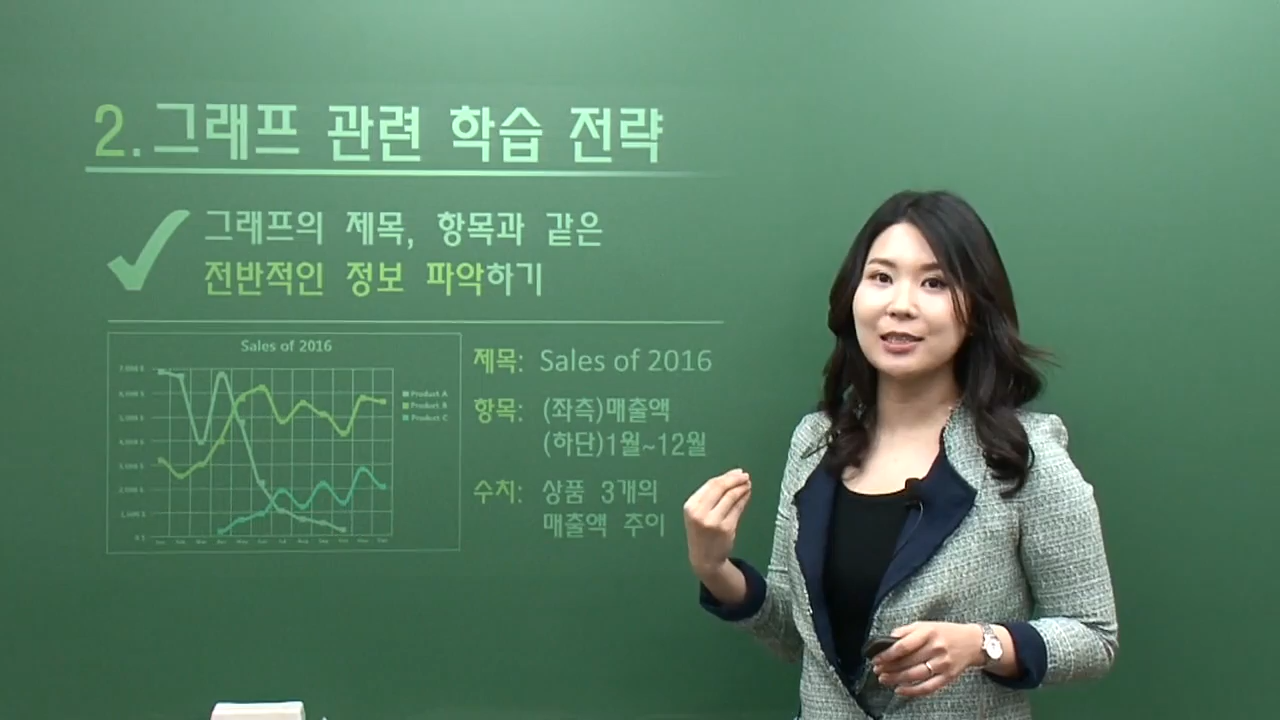 2. 그래프 관련 학습 전략
그래프의 제목, 항목과 같은
전반적인 정보 파악하기
Sales of 2016
Product A
Product B
Product C
제목: Sales of 2016
항목: (좌측)매출액
(하단)1월~12월
수치: 상품 3개의
매출액 추이